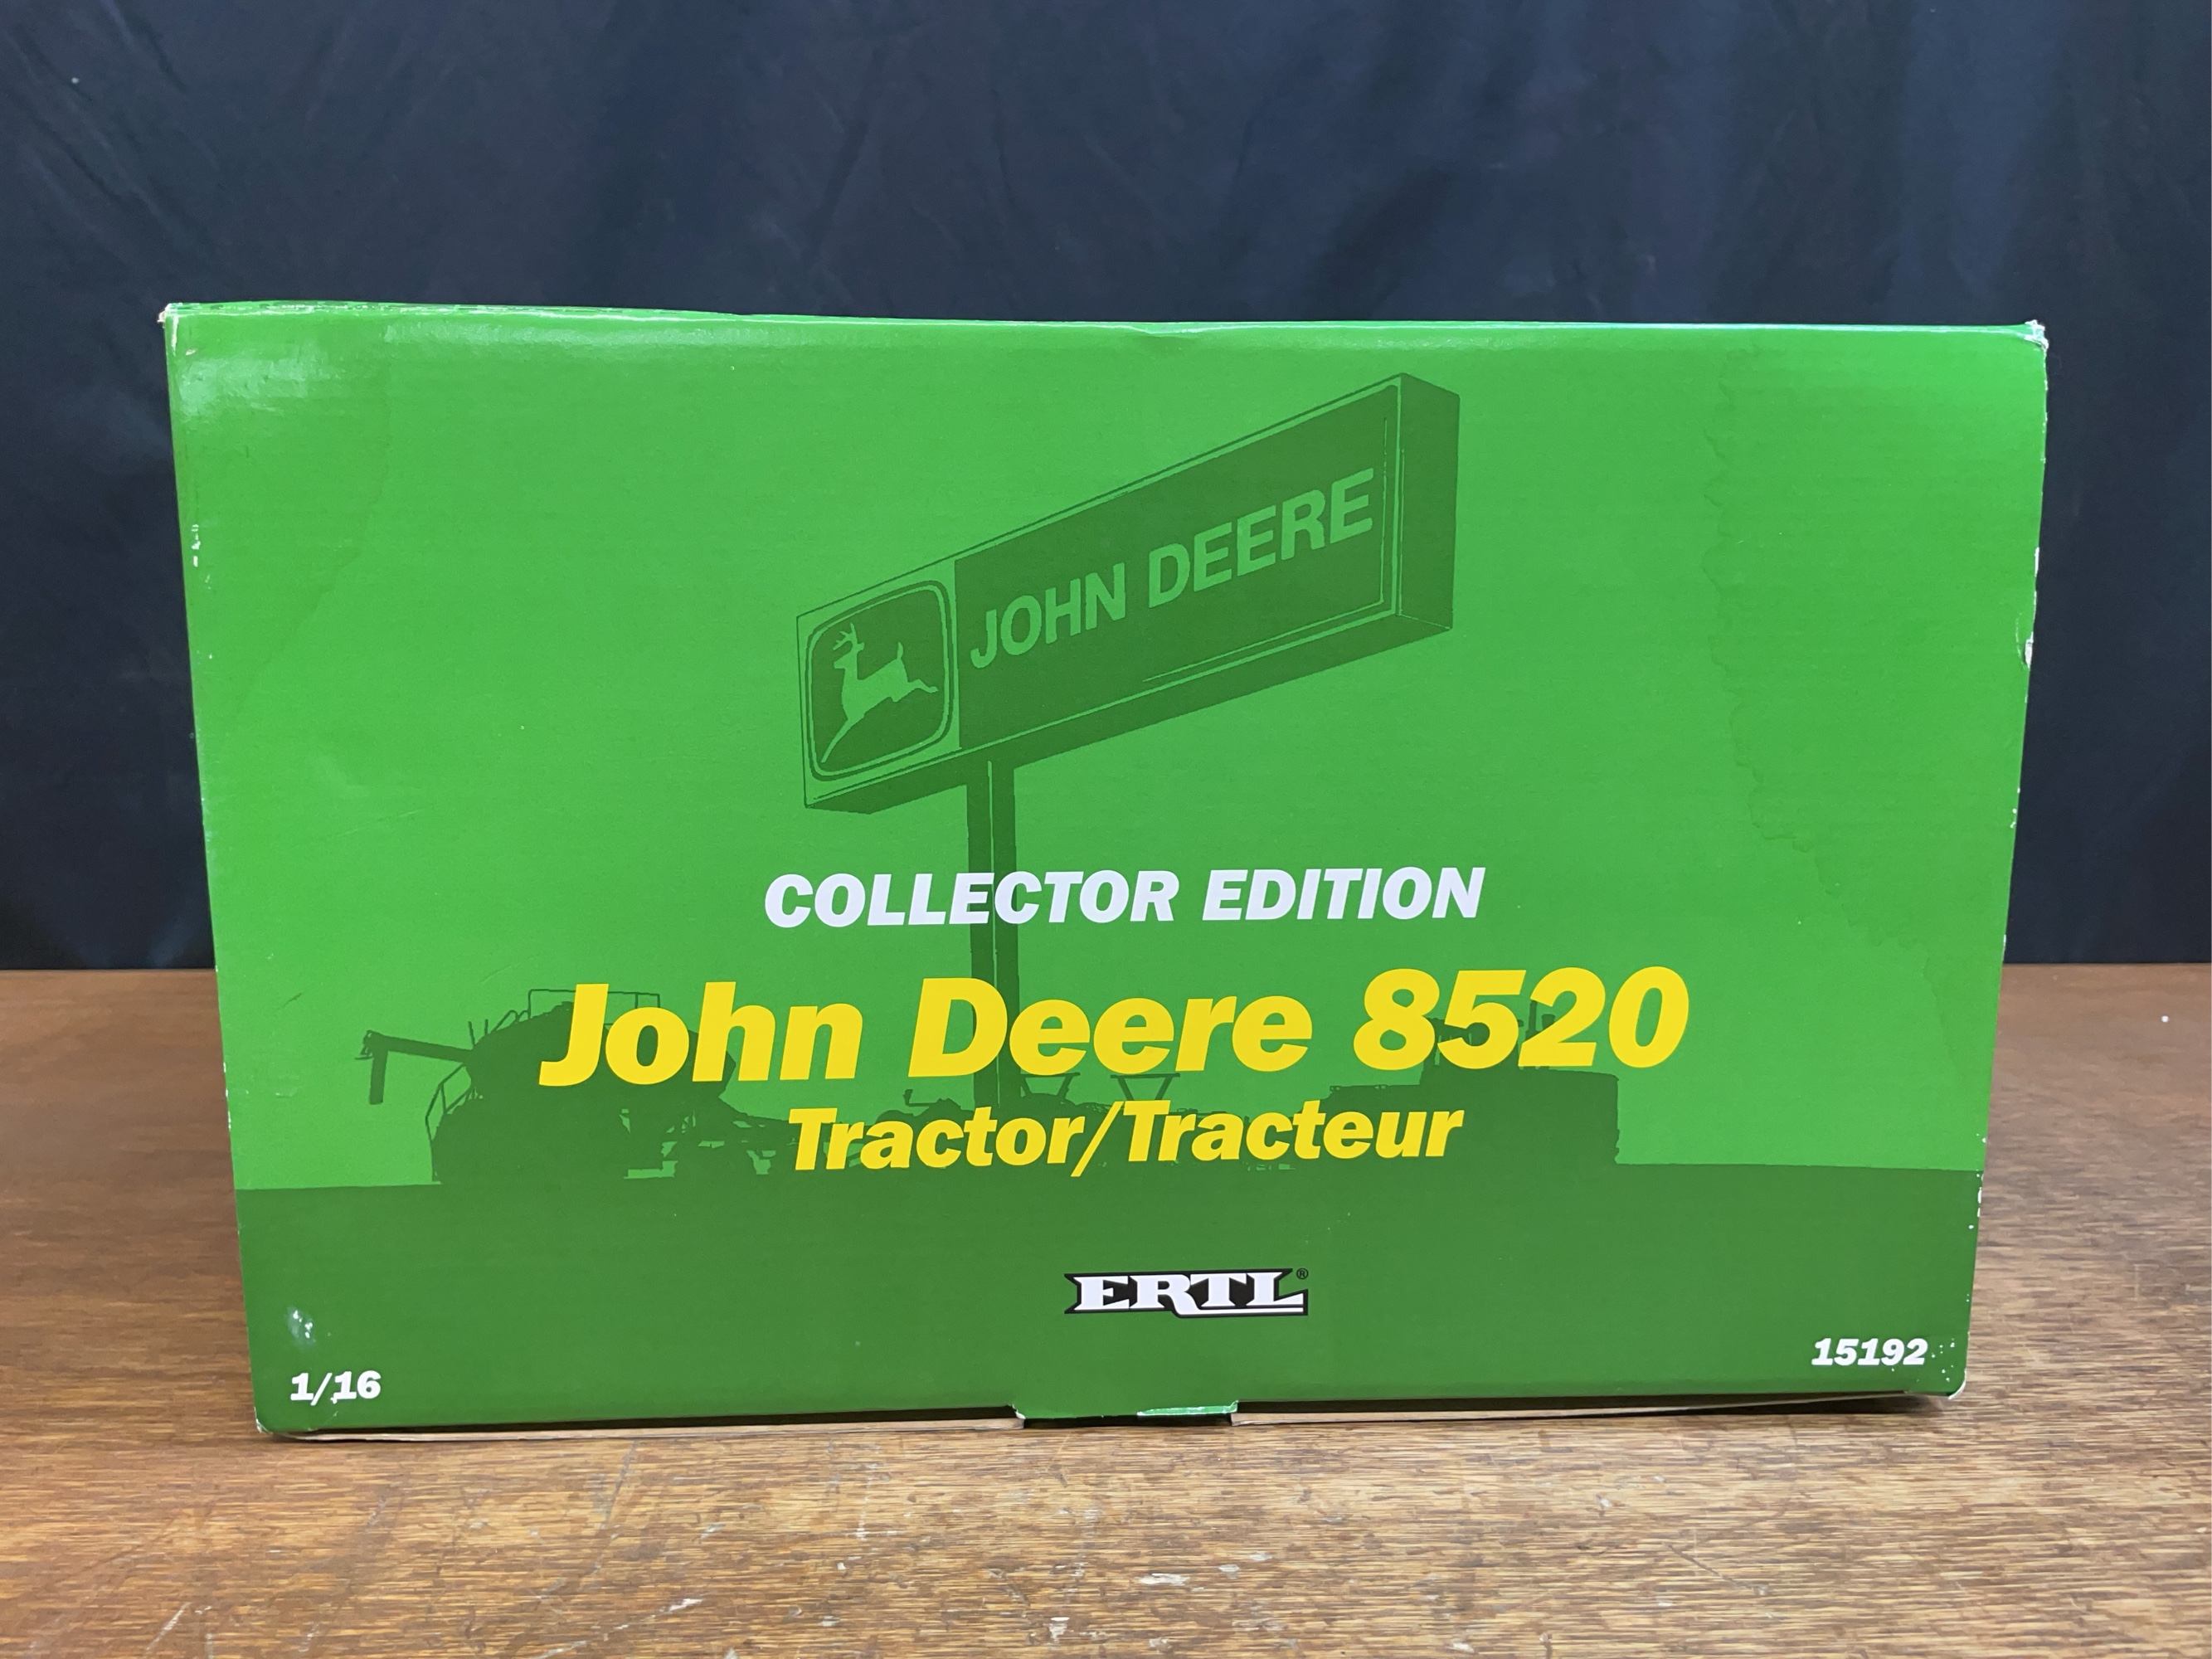 JOHN DEERE
COLLECTOR EDITION
John Deere 8520
Tractor/Tracteur
ERTL®
15192
1/16